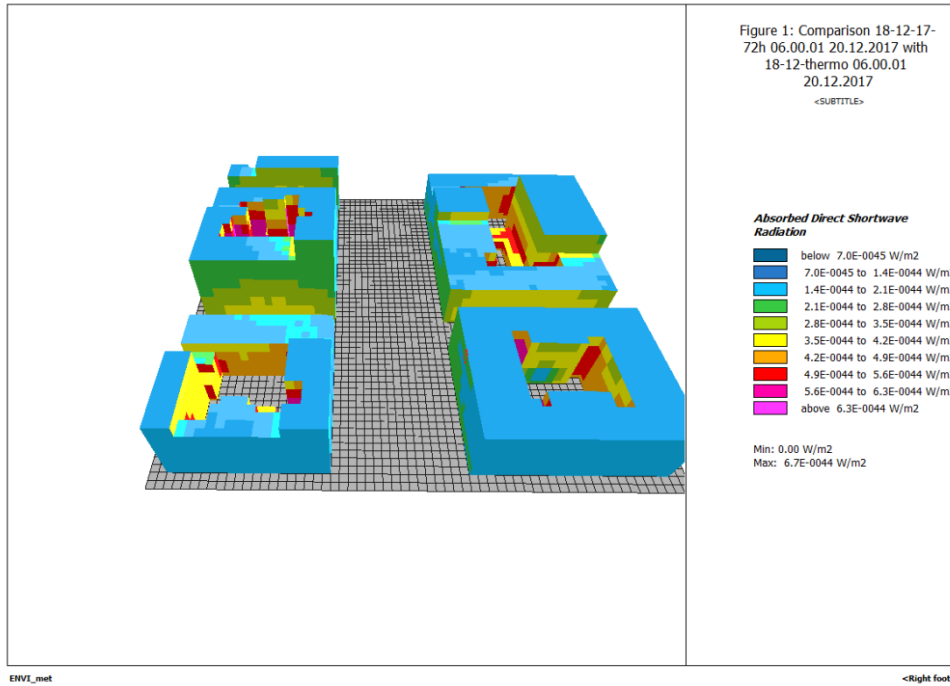 Figure 1: Comparison 18-12-17-
72h 06.00.01 20.12.2017 with
18-12-thermo 06.00.01
20.12.2017
<SUBTITLE>
Absorbed Direct Shortwave
Radiation
below 7.0E-0045 W/m2
7.0E-0045 to 1.4E-0044 W/m
1.4E-0044 to 2.1E-0044 W/m
2.1E-0044 to 2.8E-0044 W/m
2.8E-0044 to 3.5E-0044 W/m
3.5E-0044 to 4.2E-0044 W/m
4.2E-0044 to 4.9E-0044 W/m
4.9E-0044 to 5.6E-0044 W/m
5.6E-0044 to 6.3E-0044 W/m
above 6.3E-0044 W/m2
Min: 0.00 W/m2
Max: 6.7E-0044 W/m2
ENVI_met
<Right foot